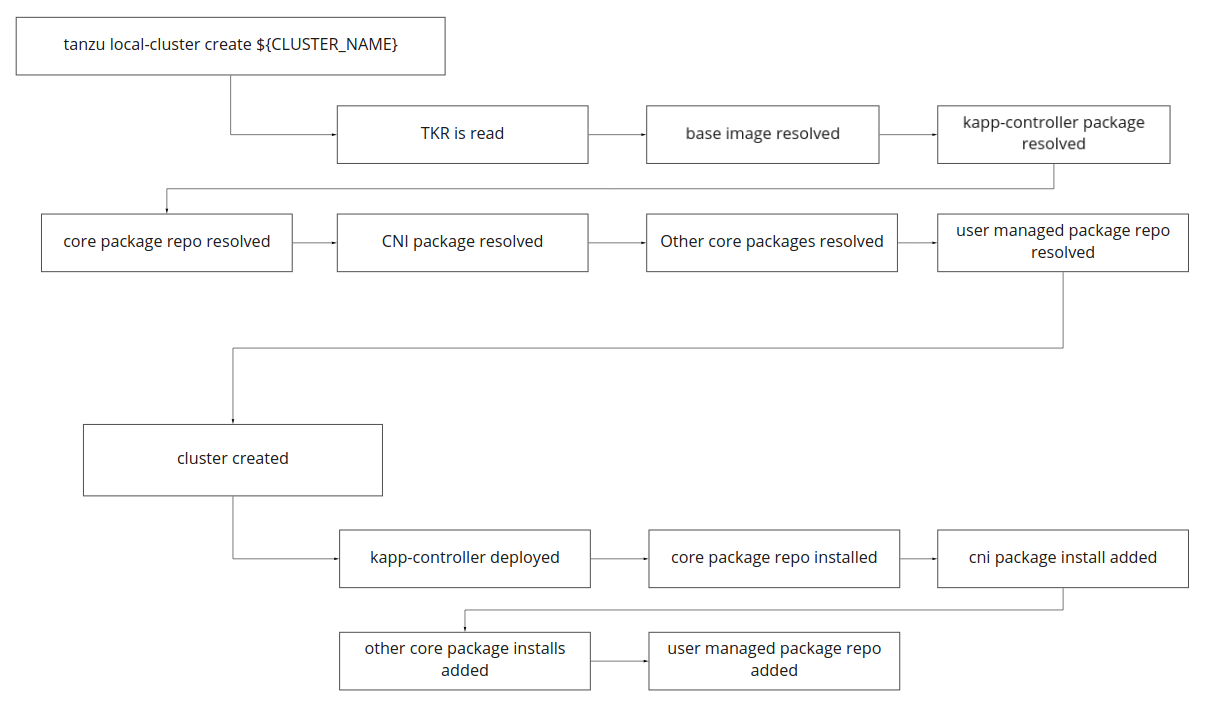 tanzu local-cluster create ${CLUSTER_NAME}
TKR is read
base image resolved
kapp-controller package
resolved
core package repo resolved
CNI package resolved
Other core packages resolved
user managed package repo
resolved
cluster created
kapp-controller deployed
core package repo installed
cni package install added
other core package installs
added
user managed package repo
added